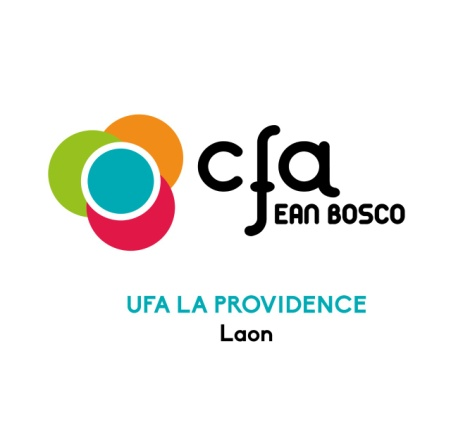 cfa
JEAN BOSCO
UFA LA PROVIDENCE
Laon